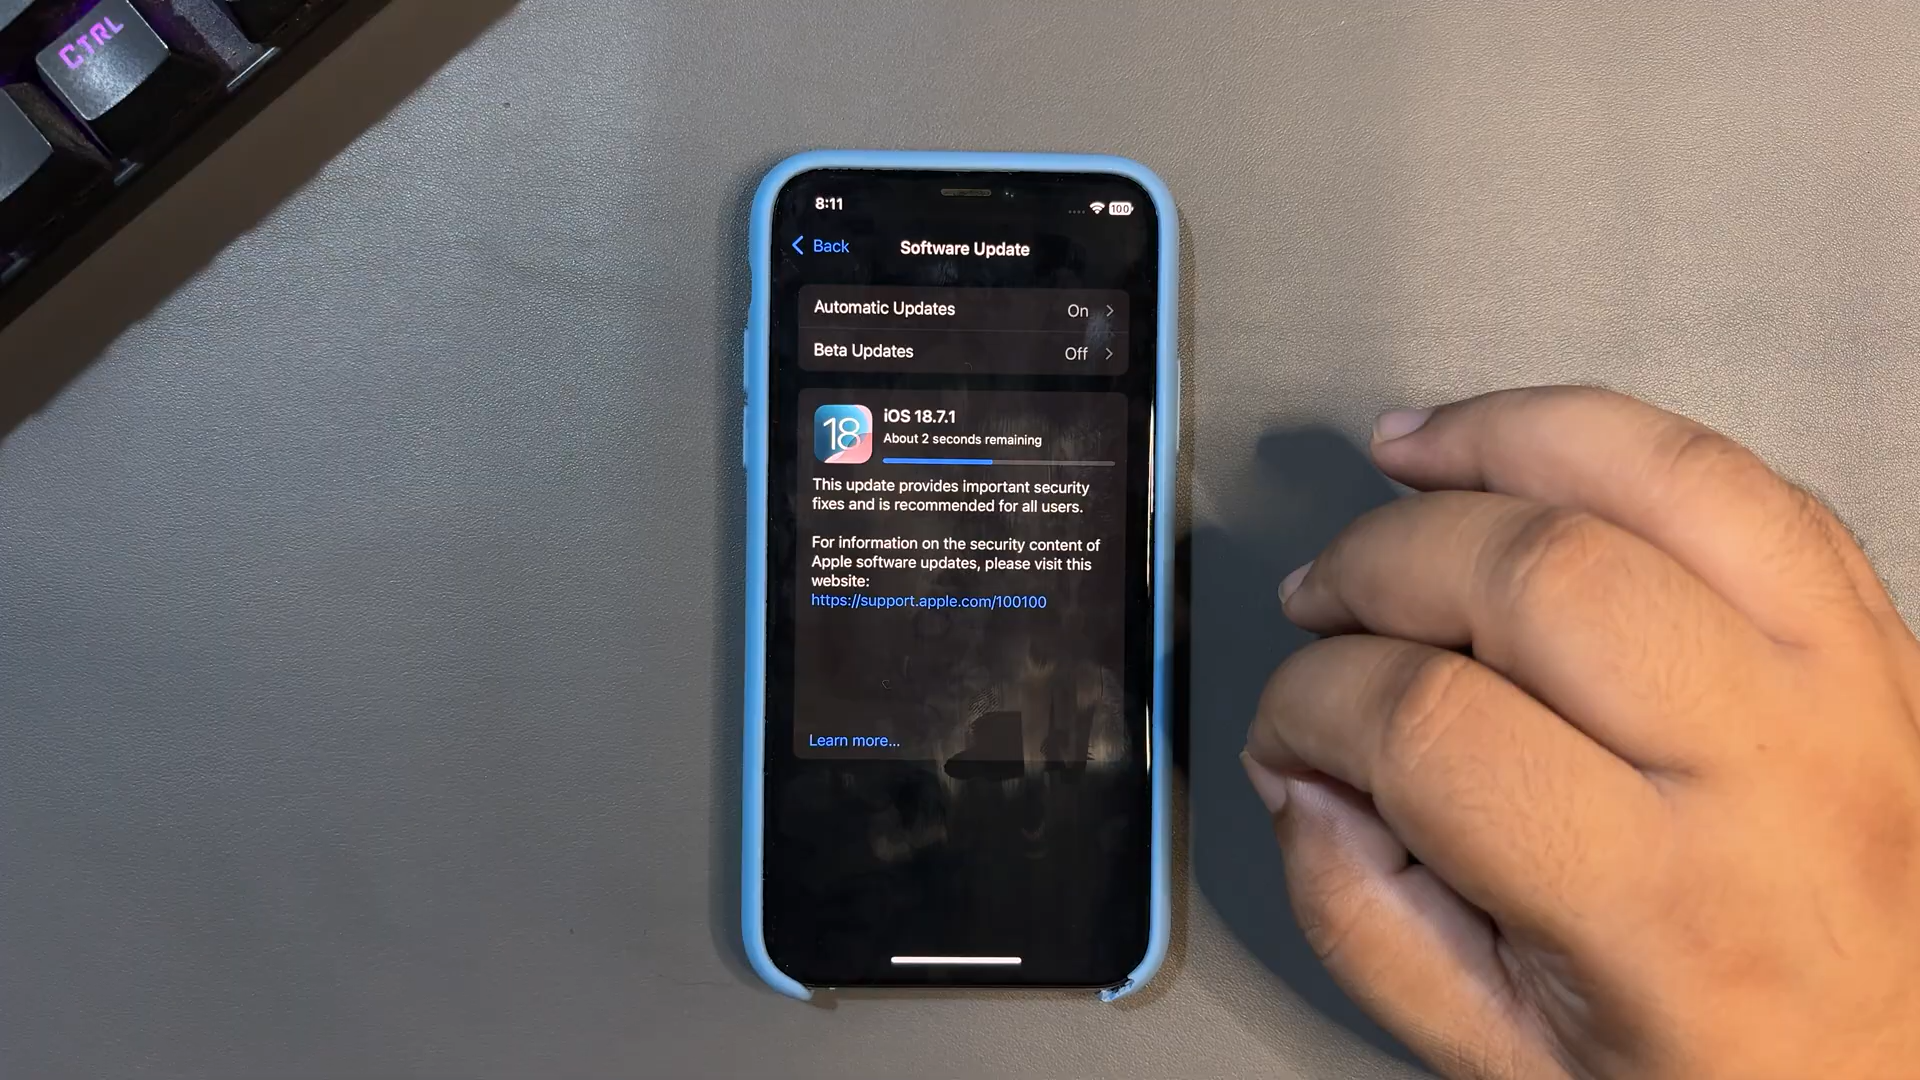 CTRL
8:11
100
Back
Software Update
Automatic Updates On
Beta Updates Off
18
iOS 18.7.1
About 2 seconds remaining
This update provides important security
fixes and is recommended for all users.
For information on the security content of
Apple software updates, please visit this
website:
https://support.apple.com/100100
Learn more...